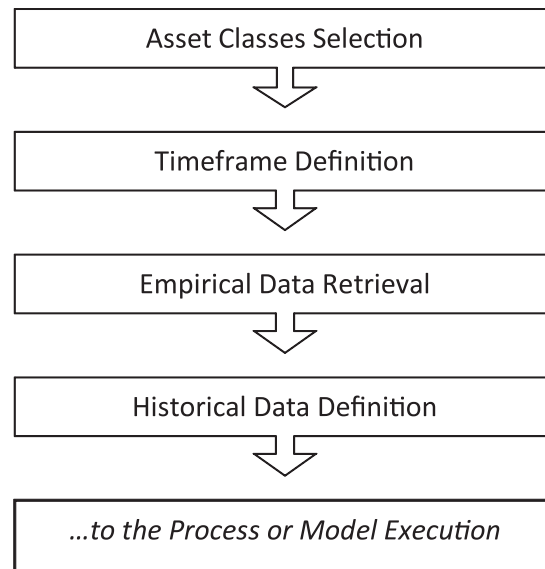 Asset Classes Selection
Timeframe Definition
Empirical Data Retrieval
Historical Data Definition
...to the Process or Model Execution